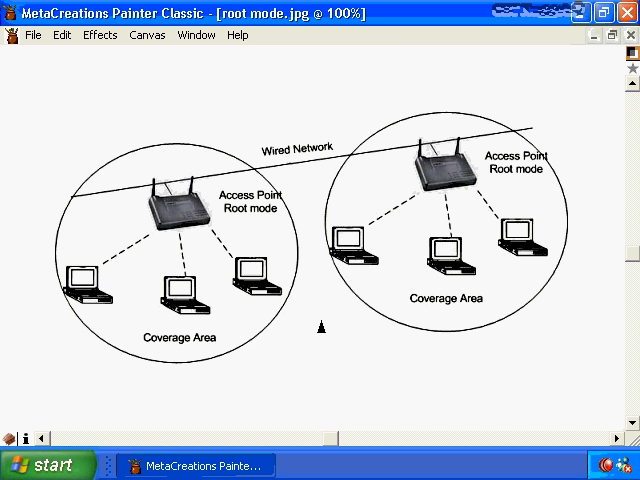 MetaCreations Painter Classic - [root mode.jpg @ 100%]
File Edit Effects Canvas Window Help
Wired Network
Access Point
Root mode
Access Point
Root mode
Coverage Area
Coverage Area
start
MetaCreations Painte...